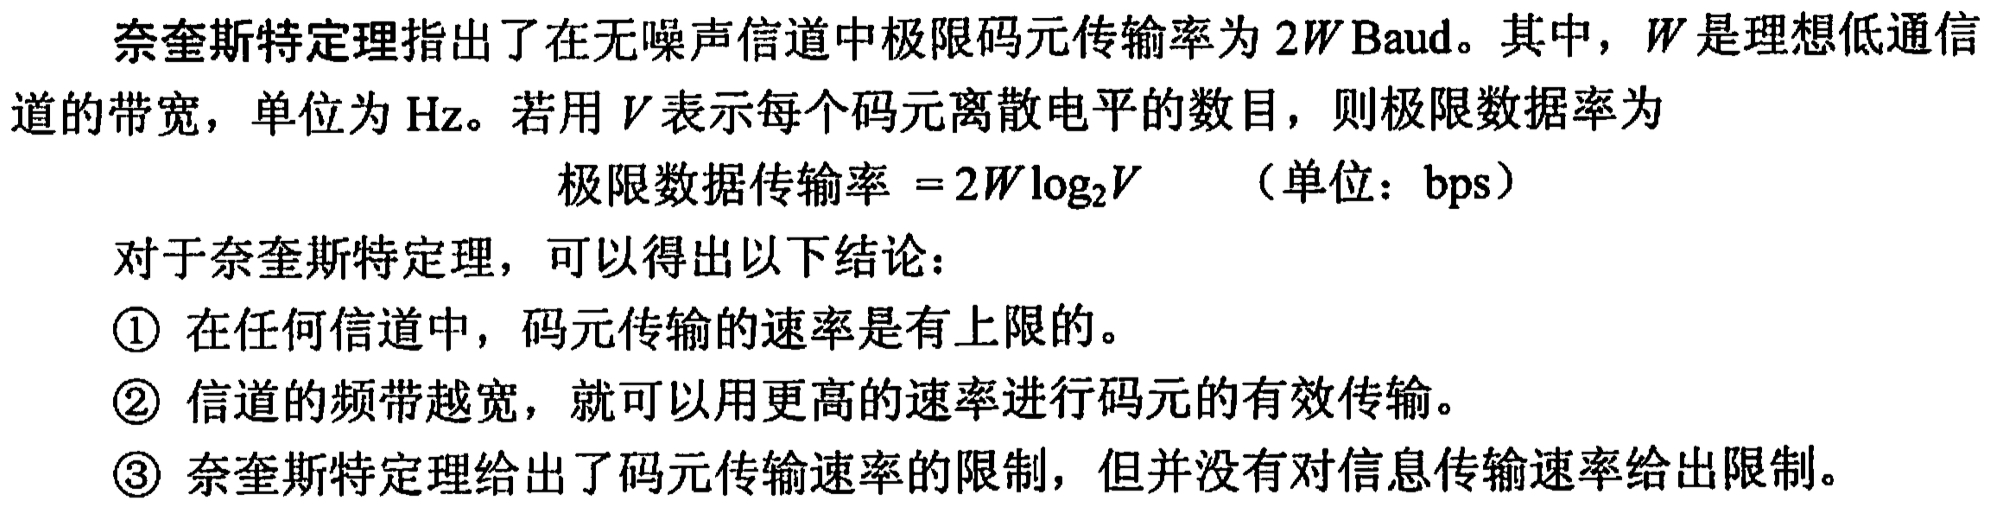 奈奎斯特定理指出了在无噪声信道中极限码元传输率为 2W Baud。其中，W 是理想低通信
道的带宽，单位为 Hz。若用 V 表示每个码元离散电平的数目，则极限数据率为
极限数据传输率 = 2W log₂V （单位：bps）
对于奈奎斯特定理，可以得出以下结论：
① 在任何信道中，码元传输的速率是有上限的。
② 信道的频带越宽，就可以用更高的速率进行码元的有效传输。
③ 奈奎斯特定理给出了码元传输速率的限制，但并没有对信息传输速率给出限制。